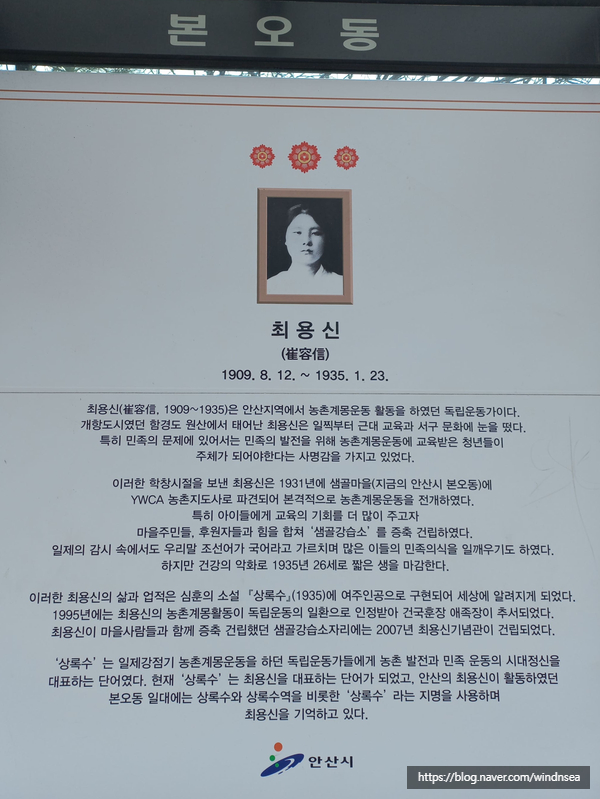 본오동
최용신
(崔容信)
1909. 8. 12. ~ 1935. 1. 23.
최용신(崔容信, 1909~1935)은 안산지역에서 농촌계몽운동 활동을 하였던 독립운동가이다.
개항도시였던 함경도 원산에서 태어난 최용신은 일찍부터 근대 교육과 서구 문화에 눈을 떴다.
특히 민족의 문제에 있어서는 민족의 발전을 위해 농촌계몽운동에 교육받은 청년들이
주체가 되어야한다는 사명감을 가지고 있었다.
이러한 학창시절을 보낸 최용신은 1931년에 샘골마을(지금의 안산시 본오동)에
YWCA 농촌지도사로 파견되어 본격적으로 농촌계몽운동을 전개하였다.
특히 아이들에게 교육의 기회를 더 많이 주고자
마을주민들, 후원자들과 힘을 합쳐 ‘샘골강습소’를 증축 건립하였다.
일제의 감시 속에서도 우리말 조선어가 국어라고 가르치며 많은 이들의 민족의식을 일깨우기도 하였다.
하지만 건강의 악화로 1935년 26세로 짧은 생을 마감한다.
이러한 최용신의 삶과 업적은 심훈의 소설 『상록수』(1935)에 여주인공으로 구현되어 세상에 알려지게 되었다.
1995년에는 최용신의 농촌계몽활동이 독립운동의 일환으로 인정받아 건국훈장 애족장이 추서되었다.
최용신이 마을사람들과 함께 증축 건립했던 샘골강습소자리에는 2007년 최용신기념관이 건립되었다.
‘상록수’는 일제강점기 농촌계몽운동을 하던 독립운동가들에게 농촌 발전과 민족 운동의 시대정신을
대표하는 단어였다. 현재 ‘상록수’는 최용신을 대표하는 단어가 되었고, 안산의 최용신이 활동하였던
본오동 일대에는 상록수와 상록수역을 비롯한 ‘상록수’라는 지명을 사용하며
최용신을 기억하고 있다.
안산시
https://blog.naver.com/windnsea